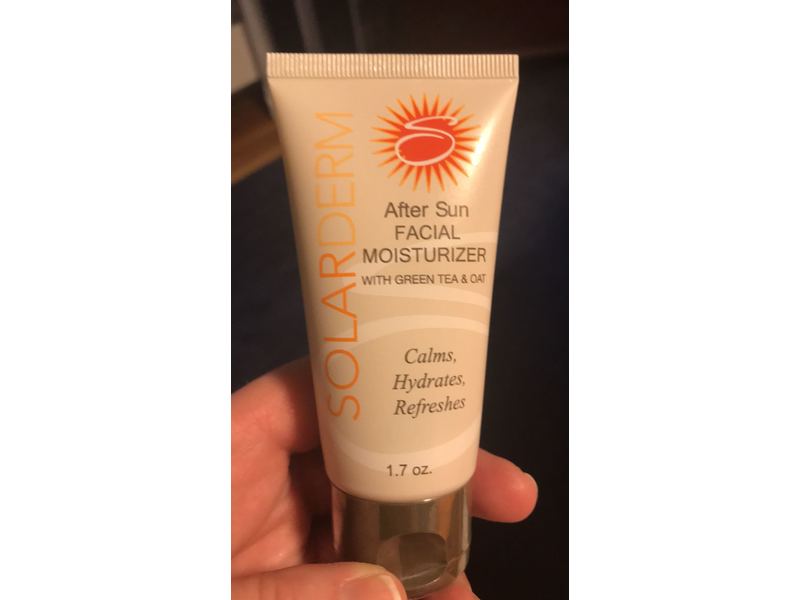 SOLARDERM
After Sun
FACIAL
MOISTURIZER
WITH GREEN TEA & OAT
Calms,
Hydrates,
Refreshes
1.7 oz.